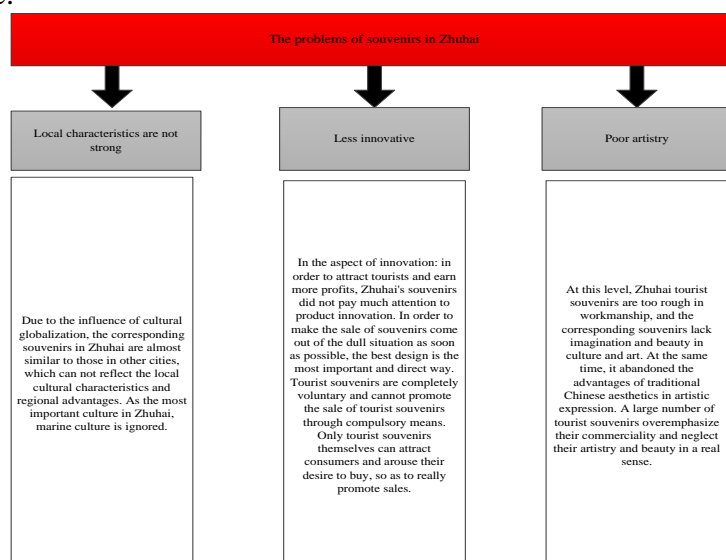 The problems of souvenirs in Zhuhai
Local characteristics are not
strong
Less innovative
Poor artistry
Due to the influence of cultural
globalization, the corresponding
souvenirs in Zhuhai are almost
similar to those in other cities,
which can not reflect the local
cultural characteristics and
regional advantages. As the most
important culture in Zhuhai,
marine culture is ignored.
In the aspect of innovation: in
order to attract tourists and earn
more profits, Zhuhai's souvenirs
did not pay much attention to
product innovation. In order to
make the sale of souvenirs come
out of the dull situation as soon
as possible, the best design is the
most important and direct way.
Tourist souvenirs are completely
voluntary and cannot promote
the sale of tourist souvenirs
through compulsory means.
Only tourist souvenirs
themselves can attract
consumers and arouse their
desire to buy, so as to really
promote sales.
At this level, Zhuhai tourist
souvenirs are too rough in
workmanship, and the
corresponding souvenirs lack
imagination and beauty in
culture and art. At the same
time, it abandoned the
advantages of traditional
Chinese aesthetics in artistic
expression. A large number of
tourist souvenirs overemphasize
their commerciality and neglect
their artistry and beauty in a real
sense.